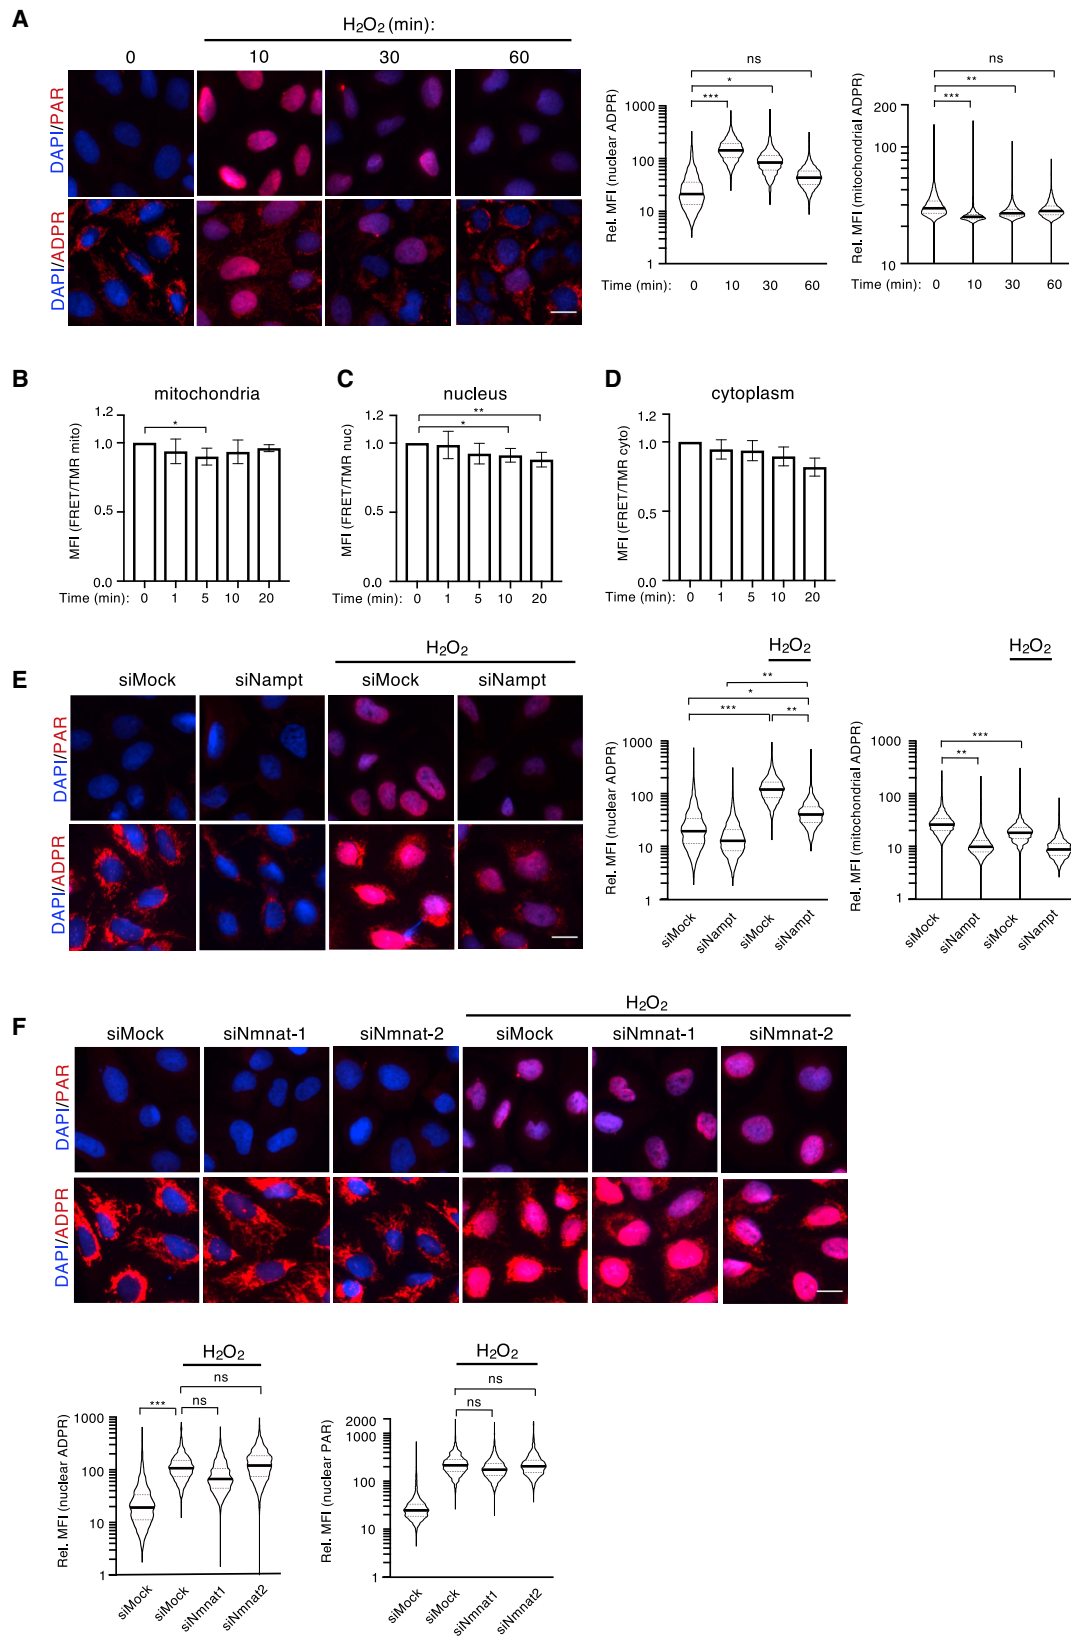 A
H₂O₂ (min):
0 10 30 60
DAPI/PAR
DAPI/ADPR
Rel. MFI (nuclear ADPR)
1000
100
10
1
*** * ns
Time (min): 0 10 30 60
Rel. MFI (mitochondrial ADPR)
200
100
10
*** ** ns
Time (min): 0 10 30 60
B
mitochondria
MFI (FRET/TMR mito)
1.2
1.0
0.5
0.0
*
Time (min): 0 1 5 10 20
C
nucleus
MFI (FRET/TMR nuc)
1.2
1.0
0.5
0.0
**
*
Time (min): 0 1 5 10 20
D
cytoplasm
MFI (FRET/TMR cyto)
1.2
1.0
0.5
0.0
Time (min): 0 1 5 10 20
E
H₂O₂
siMock siNampt siMock siNampt
DAPI/PAR
DAPI/ADPR
H₂O₂
**
*
*** **
Rel. MFI (nuclear ADPR)
1000
100
10
1
siMock siNampt siMock siNampt
H₂O₂
***
**
Rel. MFI (mitochondrial ADPR)
1000
100
10
1
siMock siNampt siMock siNampt
F
H₂O₂
siMock siNmnat-1 siNmnat-2 siMock siNmnat-1 siNmnat-2
DAPI/PAR
DAPI/ADPR
H₂O₂
ns
*** ns
Rel. MFI (nuclear ADPR)
1000
100
10
1
siMock siMock siNmnat1 siNmnat2
H₂O₂
ns
ns
Rel. MFI (nuclear PAR)
2000
1000
100
10
1
siMock siMock siNmnat1 siNmnat2